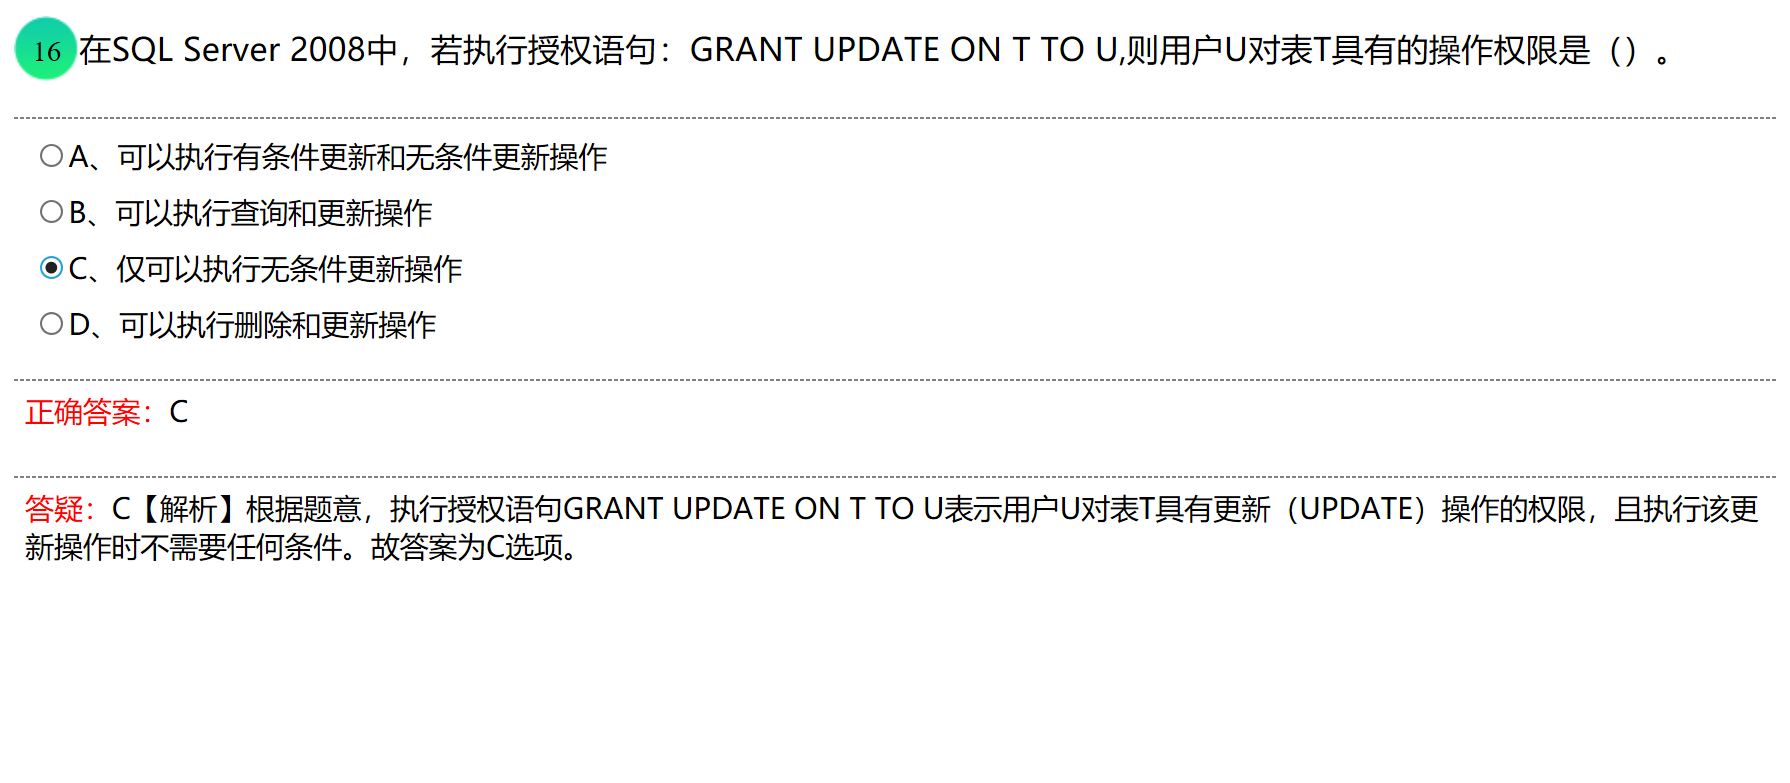 16 在SQL Server 2008中，若执行授权语句：GRANT UPDATE ON T TO U,则用户U对表T具有的操作权限是（）。
A、可以执行有条件更新和无条件更新操作
B、可以执行查询和更新操作
C、仅可以执行无条件更新操作
D、可以执行删除和更新操作
正确答案：C
答疑：C【解析】根据题意，执行授权语句GRANT UPDATE ON T TO U表示用户U对表T具有更新（UPDATE）操作的权限，且执行该更
新操作时不需要任何条件。故答案为C选项。